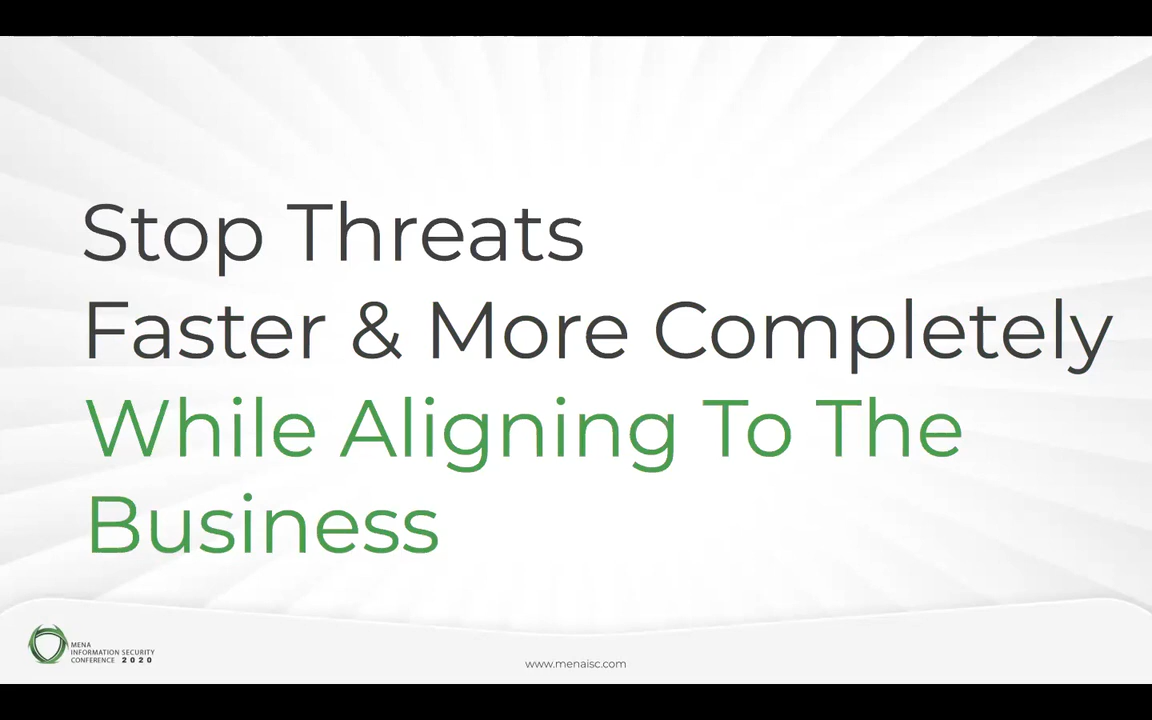 Stop Threats
Faster & More Completely
While Aligning To The
Business
MENA
INFORMATION SECURITY
CONFERENCE 2020
www.menaisc.com